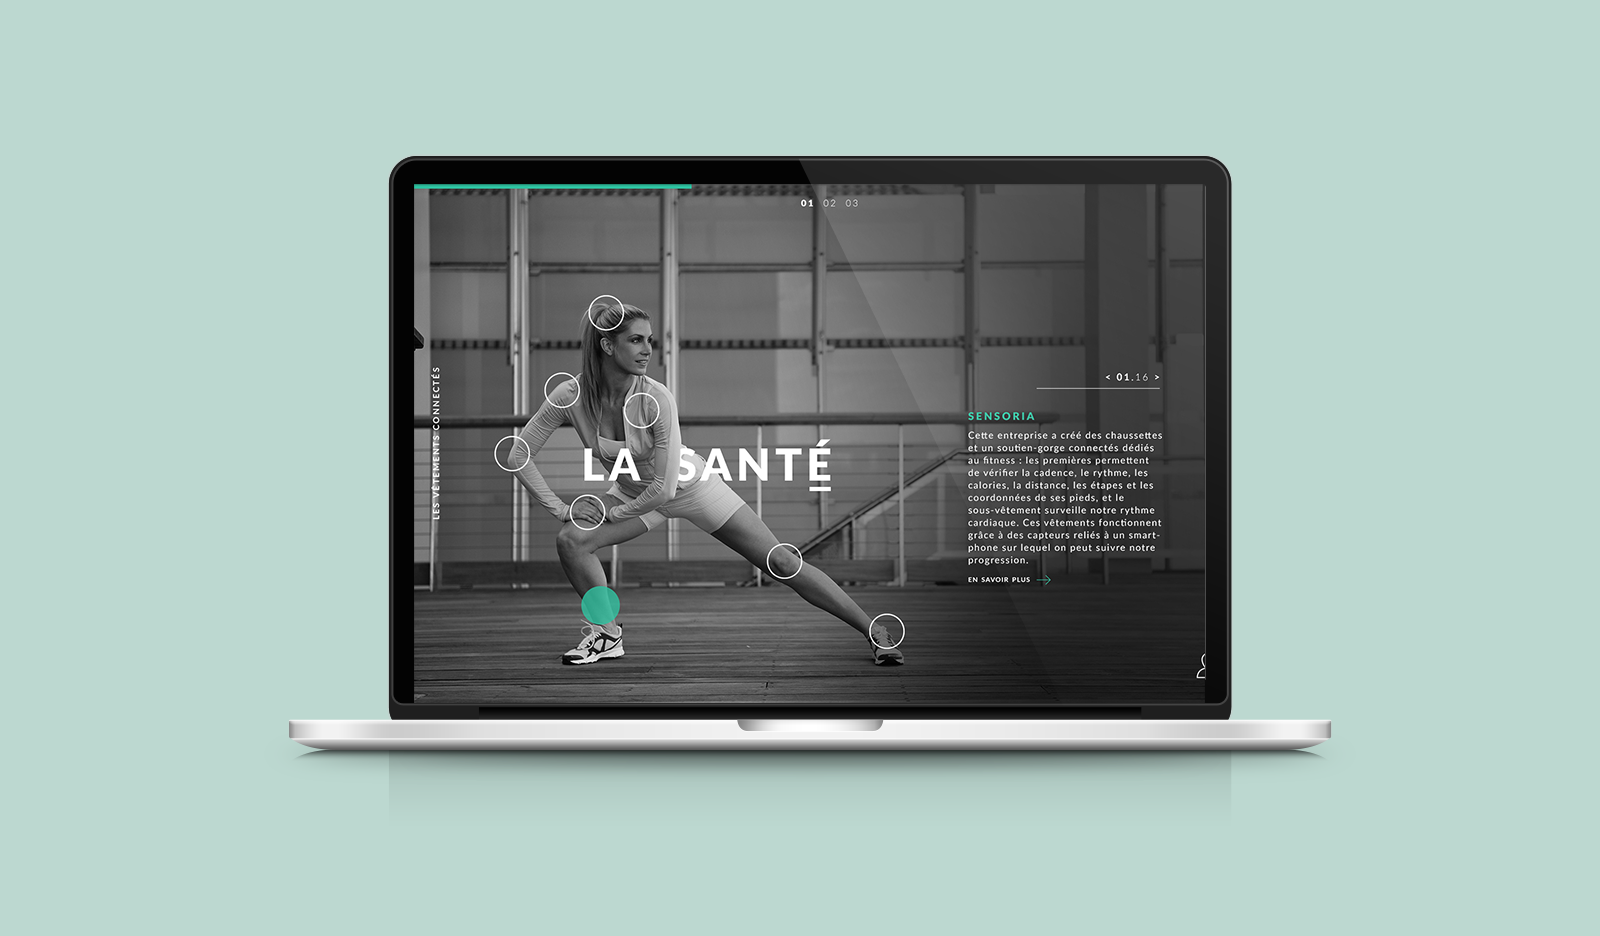 01 02 03
LES VÊTEMENTS CONNECTÉS
LA SANTÉ
< 01.16 >
SENSORIA
Cette entreprise a créé des chaussettes
et un soutien-gorge connectés dédiés
au fitness : les premières permettent
de vérifier la cadence, le rythme, les
calories, la distance, les étapes et les
coordonnées de ses pieds, et le
sous-vêtement surveille notre rythme
cardiaque. Ces vêtements fonctionnent
grâce à des capteurs reliés à un smart-
phone sur lequel on peut suivre notre
progression.
EN SAVOIR PLUS